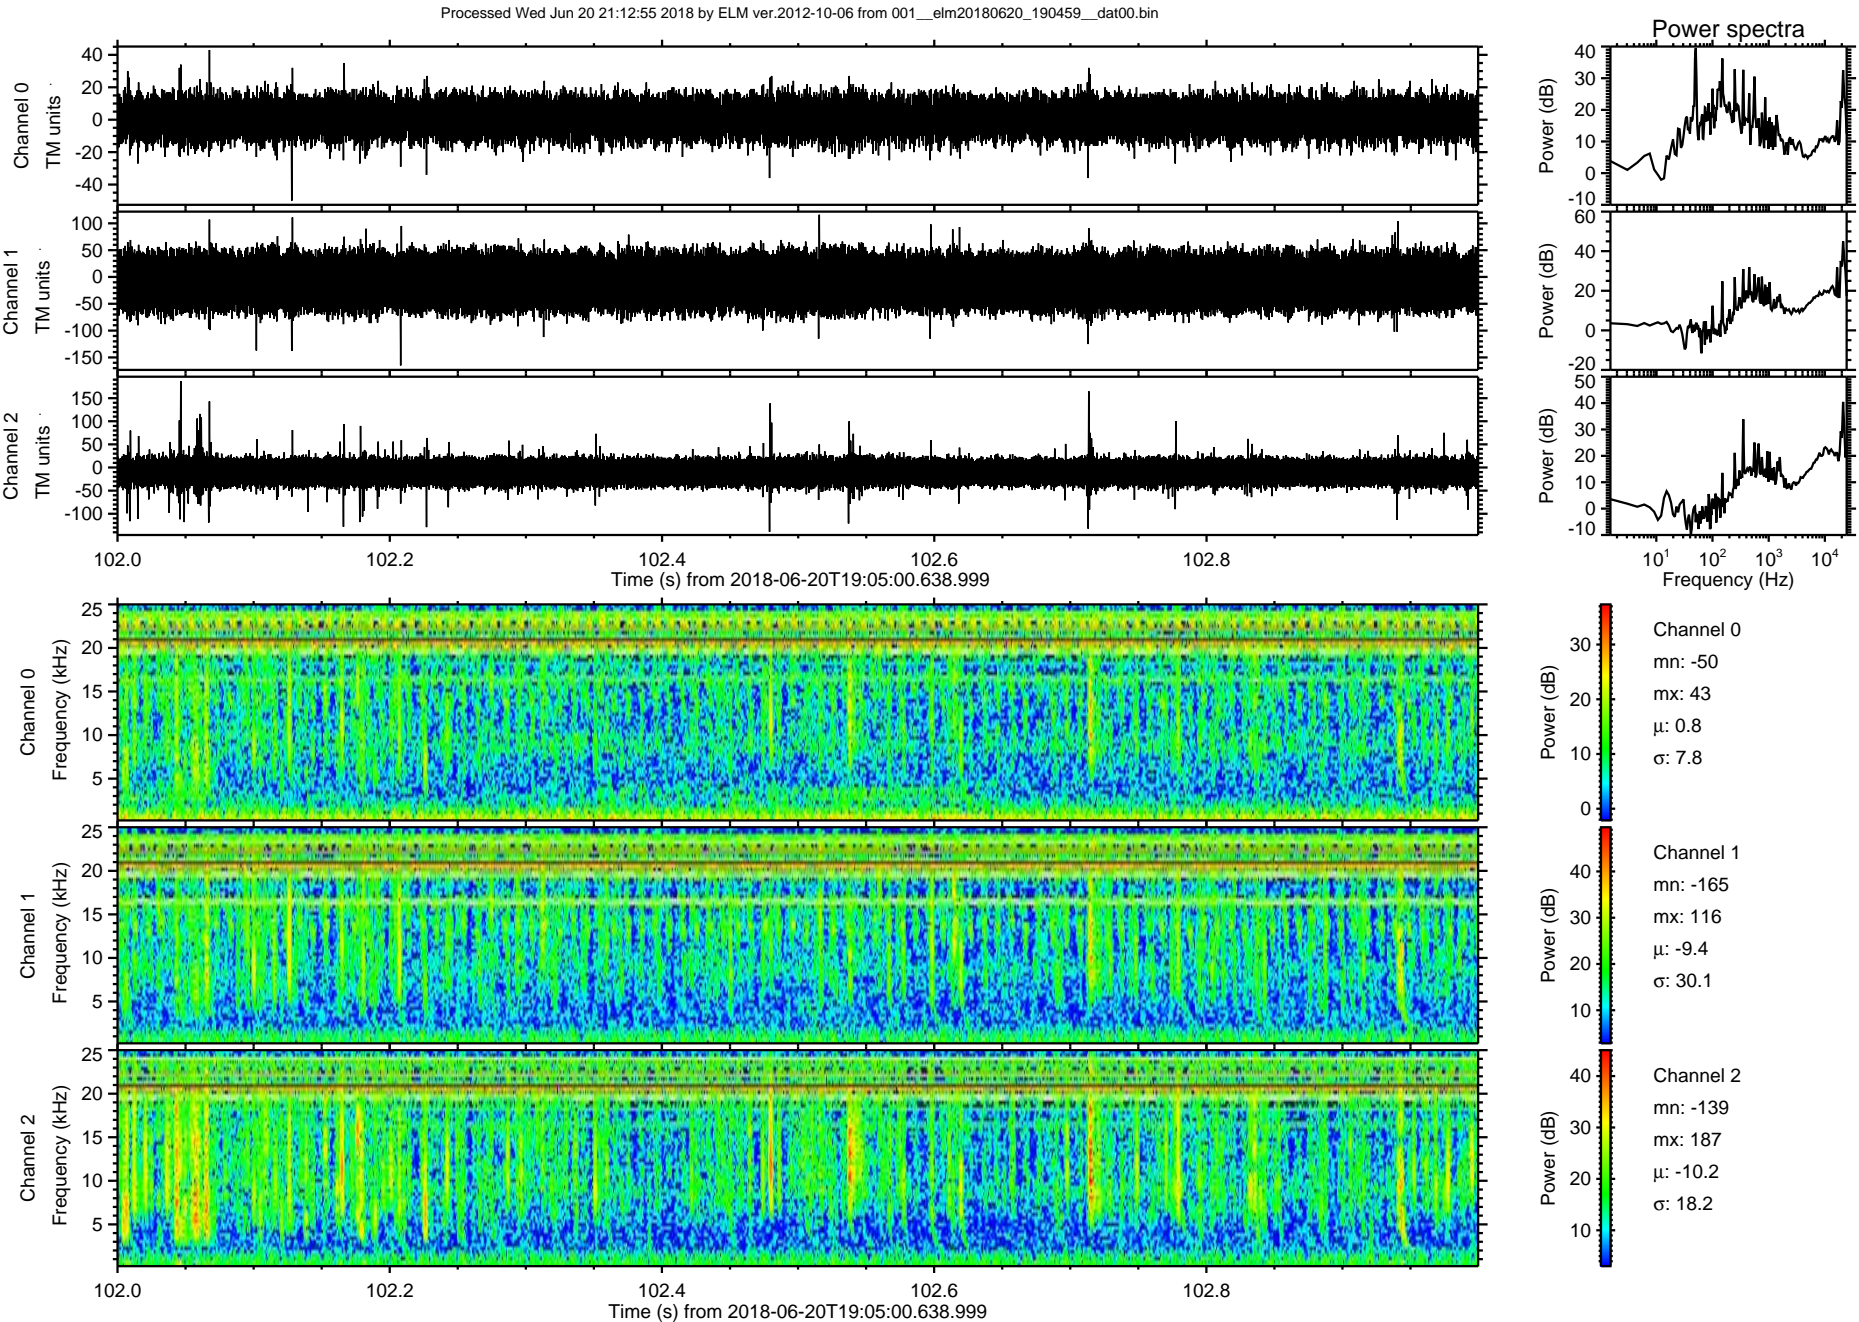 Processed Wed Jun 20 21:12:55 2018 by ELM ver.2012-10-06 from 001__elm20180620_190459__dat00.bin
Power spectra
Channel 0
TM units
40
20
0
-20
-40
Power (dB)
40
30
20
10
0
-10
Channel 1
TM units
100
50
0
-50
-100
-150
Power (dB)
60
40
20
0
-20
Channel 2
TM units
150
100
50
0
-50
-100
Power (dB)
50
40
30
20
10
0
-10
102.0 102.2 102.4 102.6 102.8
Time (s) from 2018-06-20T19:05:00.638.999
10¹ 10² 10³ 10⁴
Frequency (Hz)
Channel 0
Frequency (kHz)
25
20
15
10
5
Power (dB)
30
20
10
0
Channel 0
mn: -50
mx: 43
µ: 0.8
σ: 7.8
Channel 1
Frequency (kHz)
25
20
15
10
5
Power (dB)
40
30
20
10
Channel 1
mn: -165
mx: 116
µ: -9.4
σ: 30.1
Channel 2
Frequency (kHz)
25
20
15
10
5
Power (dB)
40
30
20
10
Channel 2
mn: -139
mx: 187
µ: -10.2
σ: 18.2
102.0 102.2 102.4 102.6 102.8
Time (s) from 2018-06-20T19:05:00.638.999